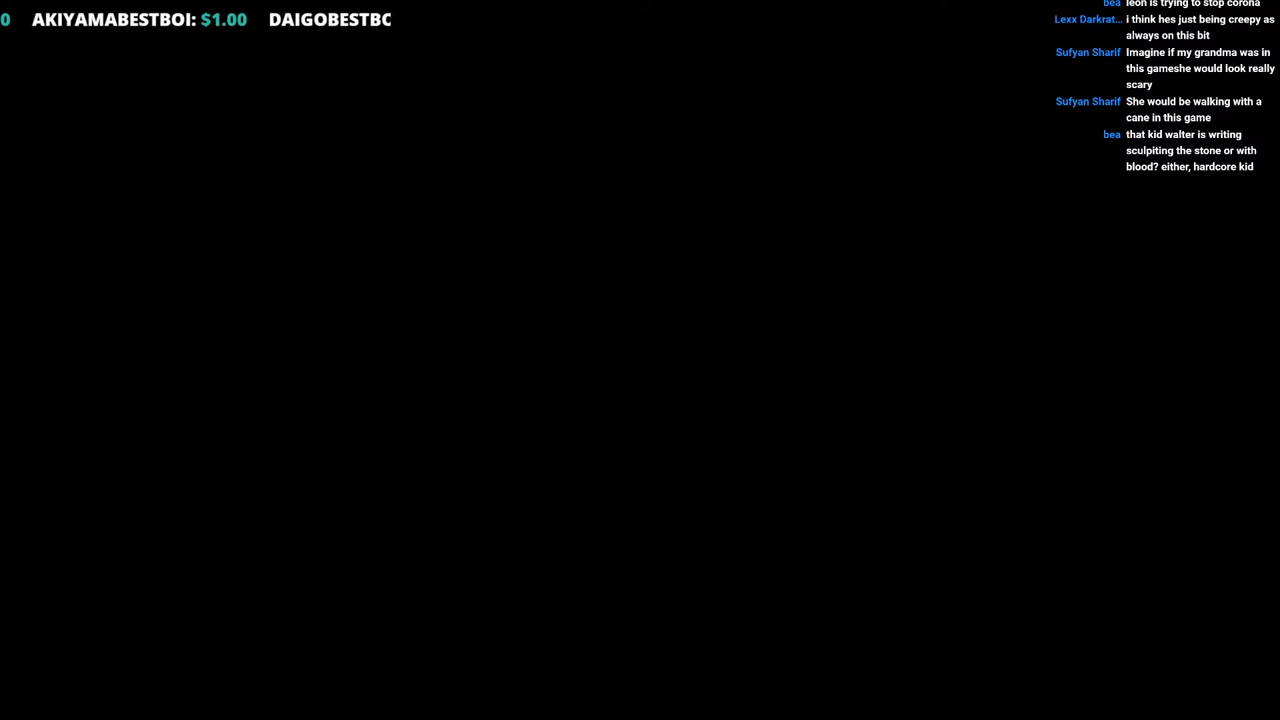 0 AKIYAMABESTBOI: $1.00 DAIGOBESTBC
bea leon is trying to stop corona
Lexx Darkrat... i think hes just being creepy as
always on this bit
Sufyan Sharif Imagine if my grandma was in
this gameshe would look really
scary
Sufyan Sharif She would be walking with a
cane in this game
bea that kid walter is writing
sculpiting the stone or with
blood? either, hardcore kid